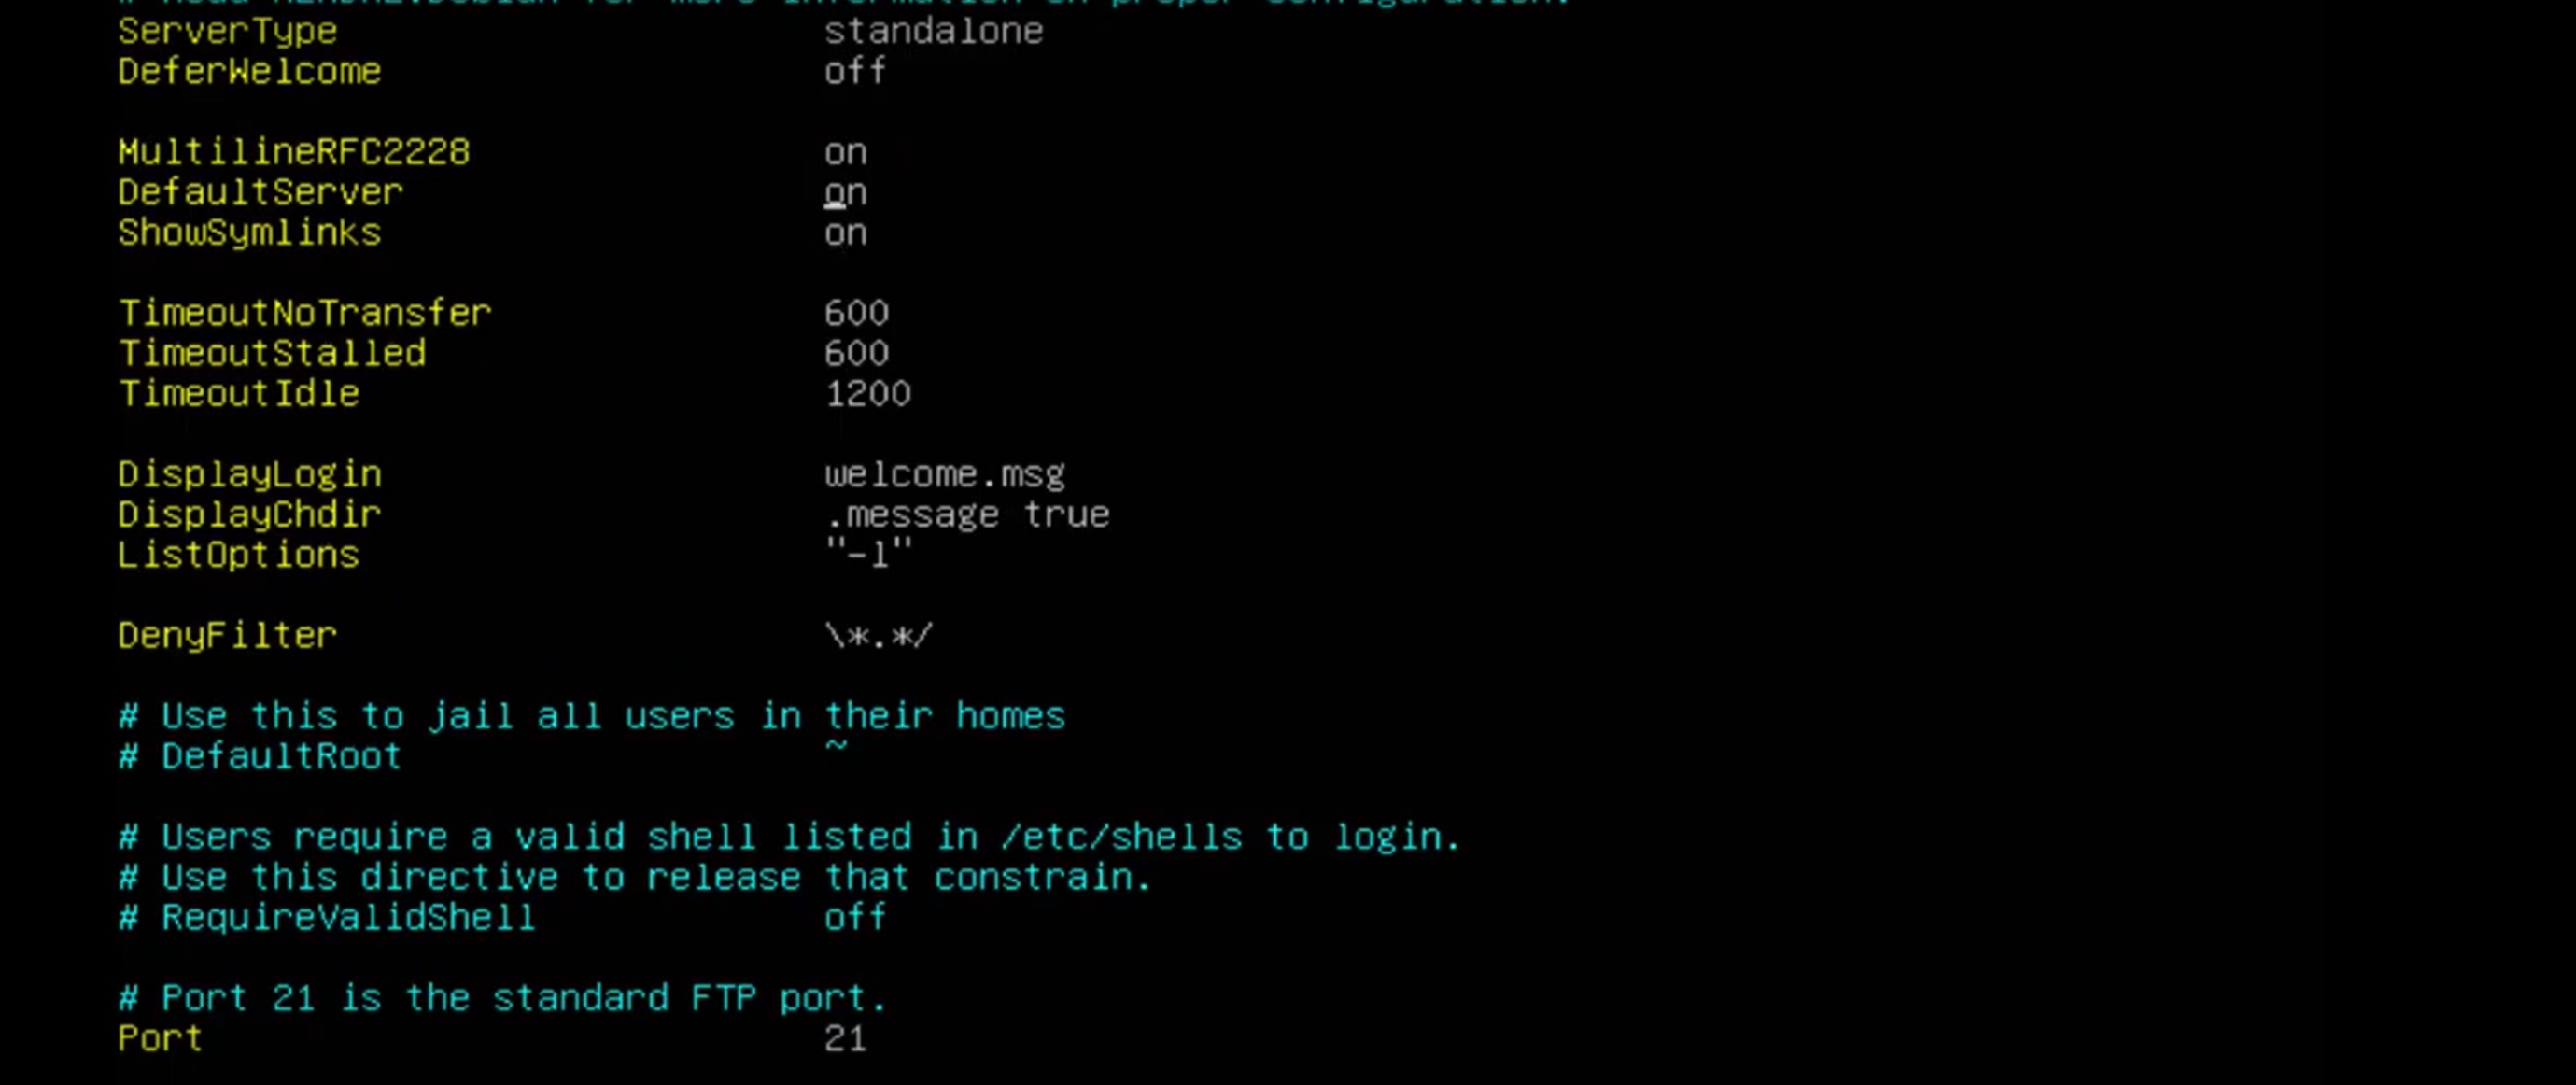 ServerType standalone
DeferWelcome off
MultilineRFC2228 on
DefaultServer on
ShowSymlinks on
TimeoutNoTransfer 600
TimeoutStalled 600
TimeoutIdle 1200
DisplayLogin welcome.msg
DisplayChdir .message true
ListOptions "-l"
DenyFilter \*.*/
# Use this to jail all users in their homes
# DefaultRoot ~
# Users require a valid shell listed in /etc/shells to login.
# Use this directive to release that constrain.
# RequireValidShell off
# Port 21 is the standard FTP port.
Port 21